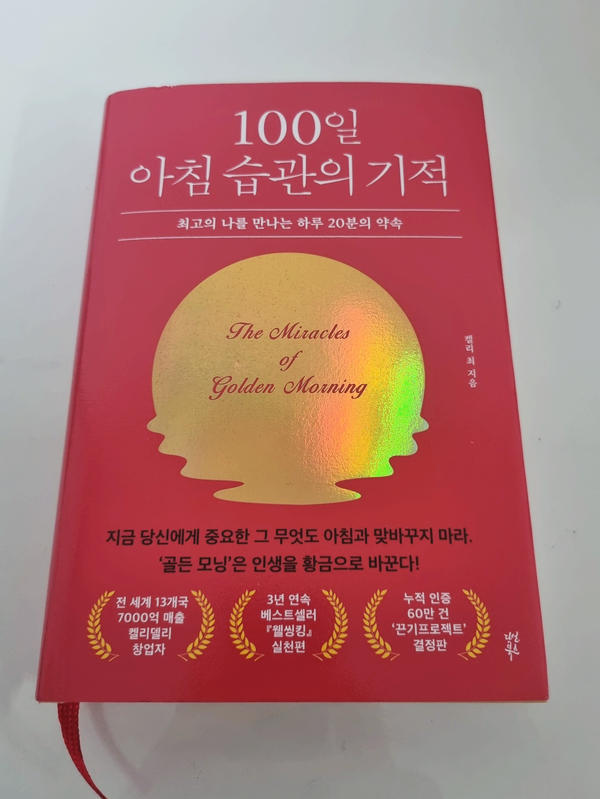 100일
아침 습관의 기적
최고의 나를 만나는 하루 20분의 약속
The Miracles
of
Golden Morning
켈리 최 지음
지금 당신에게 중요한 그 무엇도 아침과 맞바꾸지 마라.
‘골든 모닝’은 인생을 황금으로 바꾼다!
전 세계 13개국
7000억 매출
켈리델리
창업자
3년 연속
베스트셀러
『웰씽킹』
실천편
누적 인증
60만 건
‘끈기프로젝트’
결정판
다산
북스